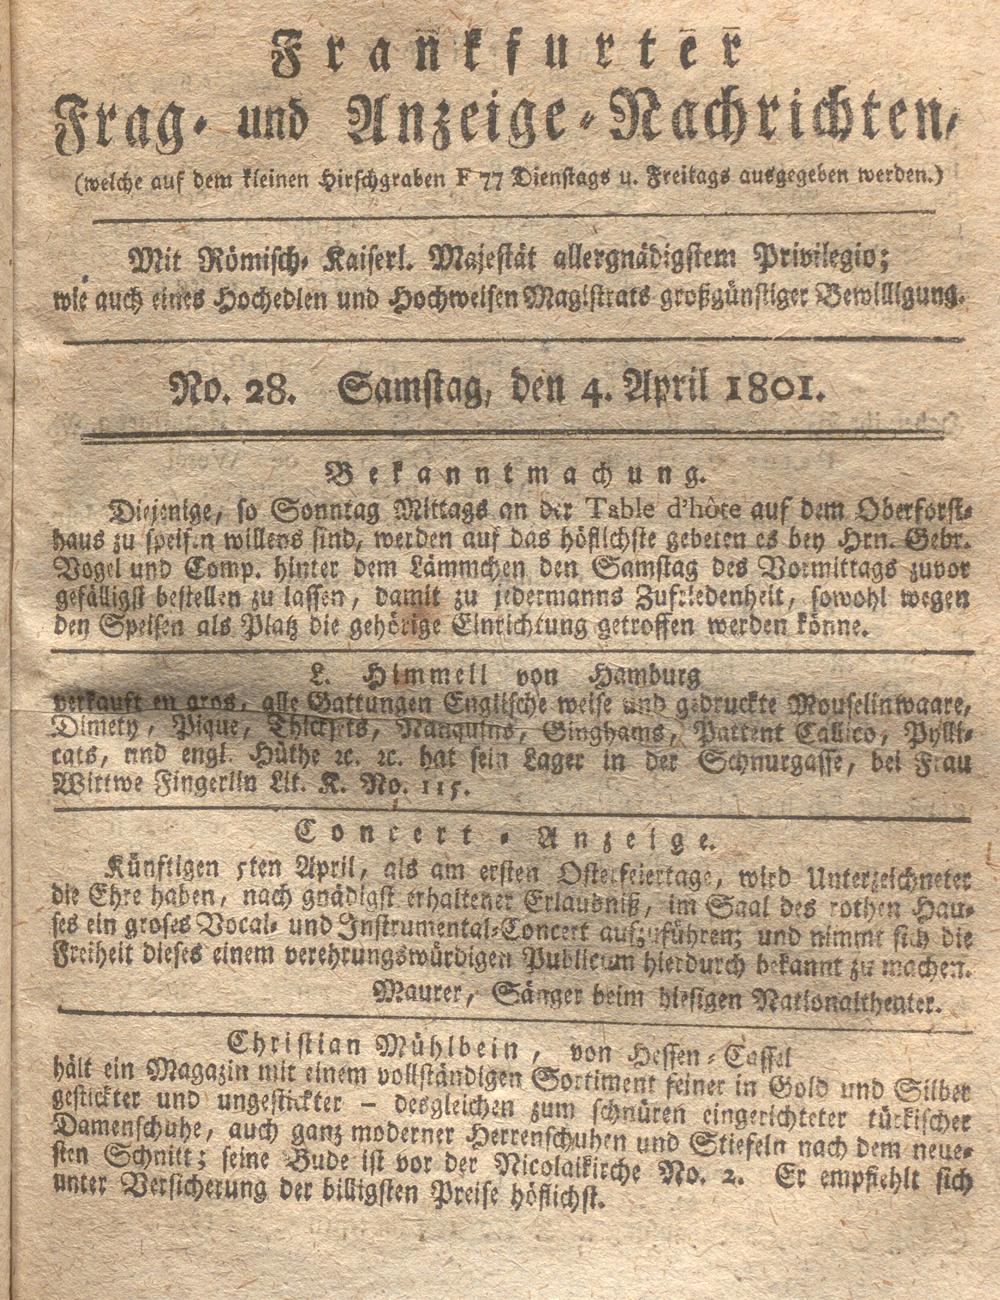 Frankfurter
Frag- und Anzeige-Nachrichten,
(welche auf dem kleinen Hirschgraben F 77 Dienstags u. Freitags ausgegeben werden.)
Mit Römisch- Kaiserl. Majestät allergnädigstem Privilegio;
wie auch eines Hochedlen und Hochweisen Magistrats großgünstiger Bewilligung.
No. 28. Samstag, den 4. April 1801.
Bekanntmachung.
Diejenige, so Sonntag Mittags an der Table d'hôte auf dem Oberforst-
haus zu speisen willens sind, werden auf das höflichste gebeten es bey Hrn. Gebr.
Vogel und Comp. hinter dem Lämmchen den Samstag des Vormittags zuvor
gefälligst bestellen zu lassen, damit zu jedermanns Zufriedenheit, sowohl wegen
den Speisen als Platz die gehörige Einrichtung getroffen werden könne.
L. Himmell von Hamburg
verkauft en gros, alle Gattungen Englische weise und gedruckte Mouselinwaare,
Dimety, Pique, Thicksets, Nanquins, Ginghams, Pattent Callico, Pylli-
cats, und engl. Hüthe ꝛc. ꝛc. hat sein Lager in der Schnurgasse, bei Frau
Wittwe Fingerlin Lit. K. No. 115.
Concert-Anzeige.
Künftigen 5ten April, als am ersten Osterfeiertage, wird Unterzeichneter
die Ehre haben, nach gnädigst erhaltener Erlaubniß, im Saal des rothen Hau-
ses ein groses Vocal- und Instrumental-Concert aufzuführen; und nimmt sich die
Freiheit dieses einem verehrungswürdigen Publicum hierdurch bekannt zu machen.
Maurer, Sänger beim hiesigen Nationaltheater.
Christian Mühlbein, von Hessen-Cassel
hält ein Magazin mit einem vollständigen Sortiment feiner in Gold und Silber
gestickter und ungestickter – desgleichen zum schnüren eingerichteter türkischer
Damenschuhe, auch ganz moderner Herrenschuhen und Stiefeln nach dem neue-
sten Schnitt; seine Bude ist vor der Nicolaikirche No. 2. Er empfiehlt sich
unter Versicherung der billigsten Preise höflichst.